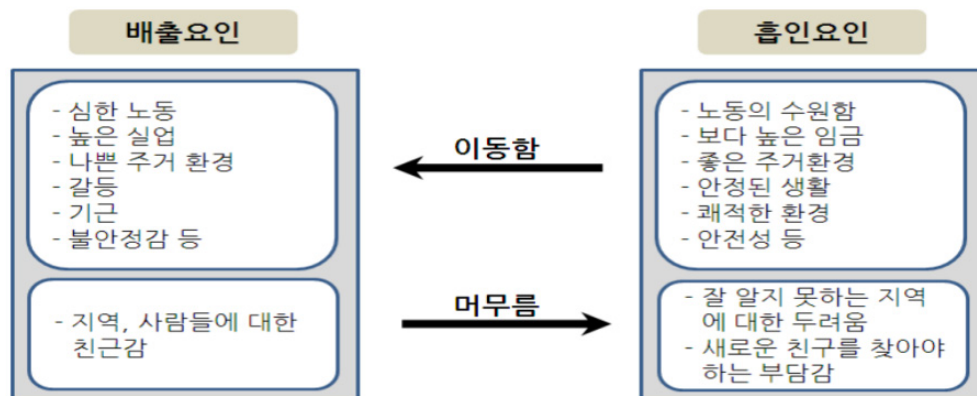 배출요인
흡인요인
- 심한 노동
- 높은 실업
- 나쁜 주거 환경
- 갈등
- 기근
- 불안정감 등
이동함
- 노동의 수원함
- 보다 높은 임금
- 좋은 주거환경
- 안정된 생활
- 쾌적한 환경
- 안전성 등
- 지역, 사람들에 대한
친근감
머무름
- 잘 알지 못하는 지역
에 대한 두려움
- 새로운 친구를 찾아야
하는 부담감